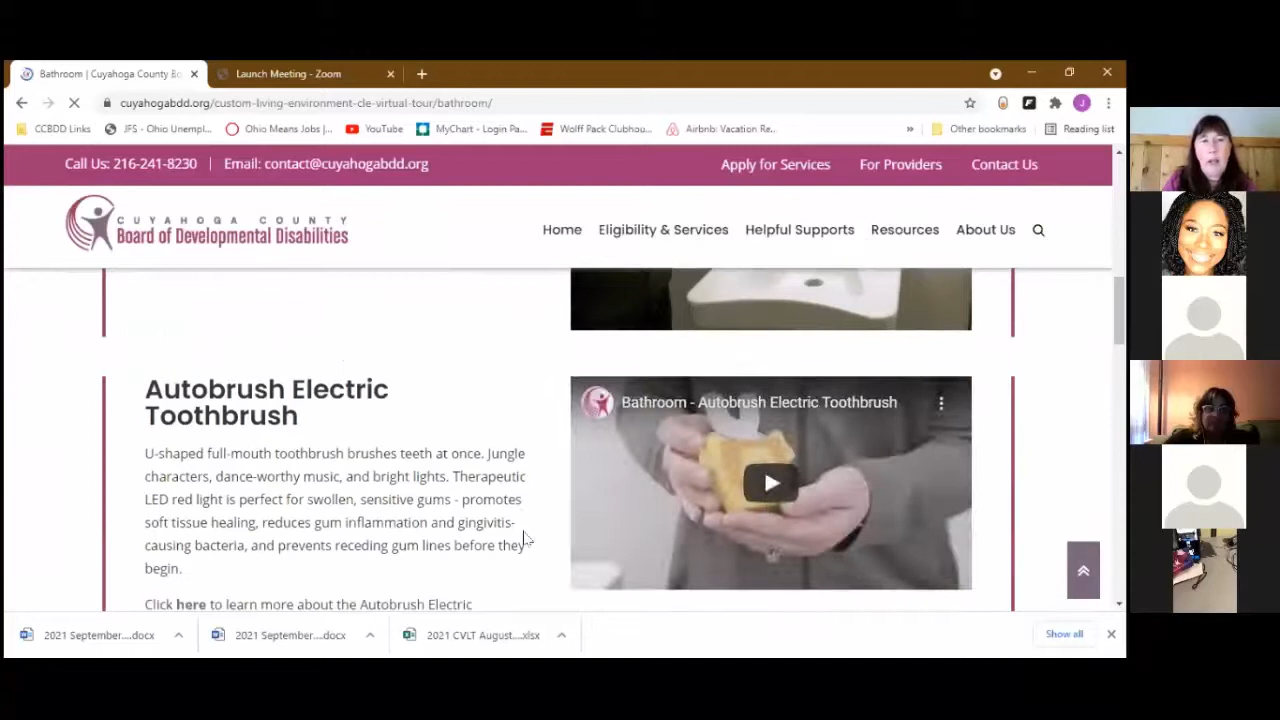 Bathroom | Cuyahoga County Bo
Launch Meeting - Zoom
cuyahogabdd.org/custom-living-environment-cle-virtual-tour/bathroom/
CCBDD Links
JFS - Ohio Unempl...
Ohio Means Jobs |...
YouTube
MyChart - Login Pa...
Wolff Pack Clubhou...
Airbnb: Vacation Re...
»
Other bookmarks
Reading list
Call Us: 216-241-8230 | Email: contact@cuyahogabdd.org
Apply for Services
For Providers
Contact Us
CUYAHOGA COUNTY
Board of Developmental Disabilities
Home
Eligibility & Services
Helpful Supports
Resources
About Us
Autobrush Electric
Toothbrush
U-shaped full-mouth toothbrush brushes teeth at once. Jungle
characters, dance-worthy music, and bright lights. Therapeutic
LED red light is perfect for swollen, sensitive gums - promotes
soft tissue healing, reduces gum inflammation and gingivitis-
causing bacteria, and prevents receding gum lines before they
begin.
Click here to learn more about the Autobrush Electric
Bathroom - Autobrush Electric Toothbrush
2021 September....docx
2021 September....docx
2021 CVLT August....xlsx
Show all